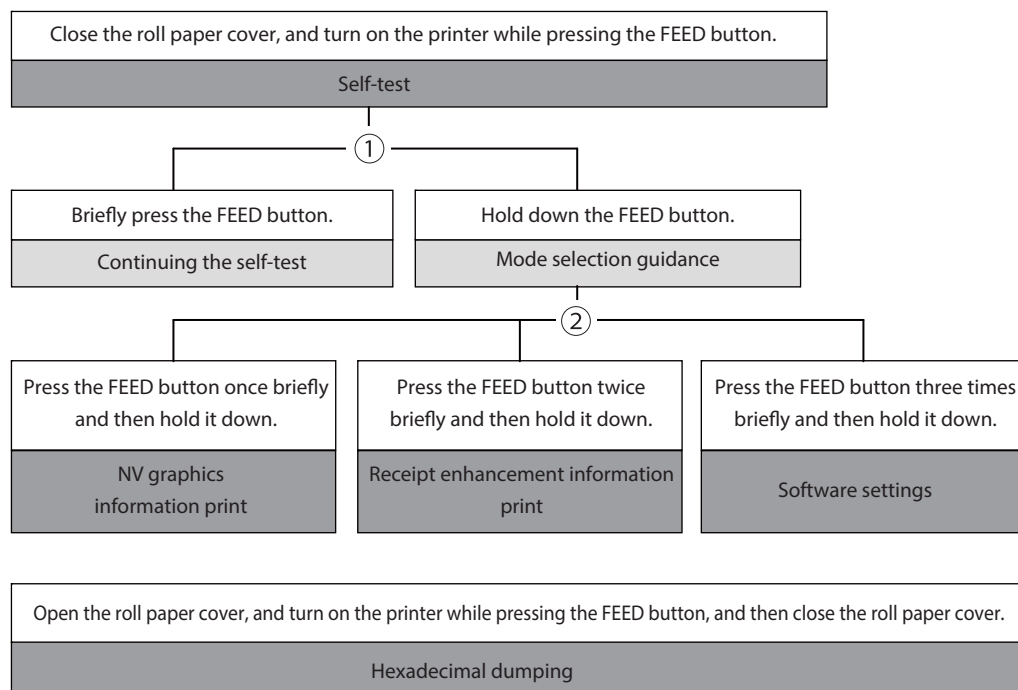 Close the roll paper cover, and turn on the printer while pressing the FEED button.
Self-test
1
Briefly press the FEED button.
Continuing the self-test
Hold down the FEED button.
Mode selection guidance
2
Press the FEED button once briefly
and then hold it down.
NV graphics
information print
Press the FEED button twice
briefly and then hold it down.
Receipt enhancement information
print
Press the FEED button three times
briefly and then hold it down.
Software settings
Open the roll paper cover, and turn on the printer while pressing the FEED button, and then close the roll paper cover.
Hexadecimal dumping